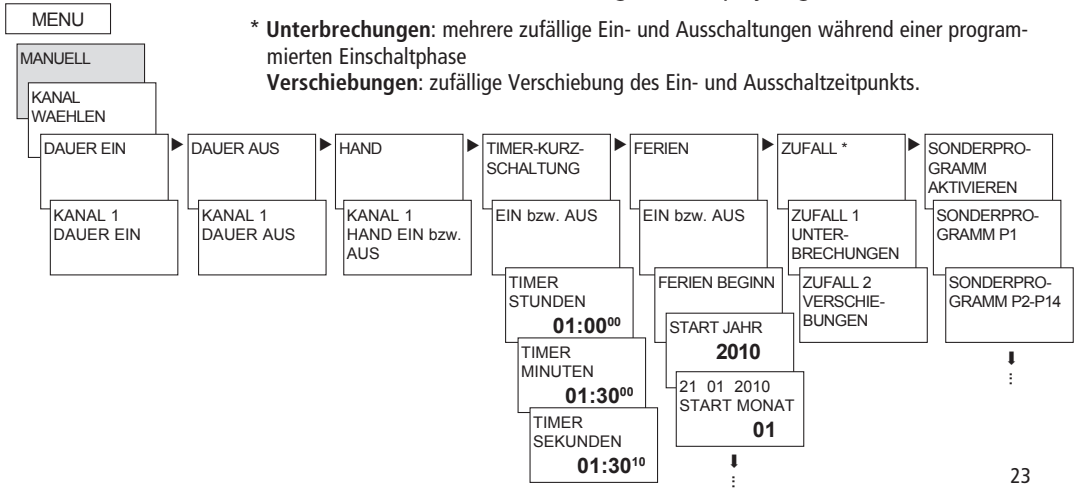 MENU
* Unterbrechungen: mehrere zufällige Ein- und Ausschaltungen während einer program-
mierten Einschaltphase
Verschiebungen: zufällige Verschiebung des Ein- und Ausschaltzeitpunkts.
MANUELL
KANAL
WAEHLEN
DAUER EIN
KANAL 1
DAUER EIN
DAUER AUS
KANAL 1
DAUER AUS
HAND
KANAL 1
HAND EIN bzw.
AUS
TIMER-KURZ-
SCHALTUNG
EIN bzw. AUS
TIMER
STUNDEN
01:00⁰⁰
TIMER
MINUTEN
01:30⁰⁰
TIMER
SEKUNDEN
01:30¹⁰
FERIEN
EIN bzw. AUS
FERIEN BEGINN
START JAHR
2010
21 01 2010
START MONAT
01
ZUFALL *
ZUFALL 1
UNTER-
BRECHUNGEN
ZUFALL 2
VERSCHIE-
BUNGEN
SONDERPRO-
GRAMM
AKTIVIEREN
SONDERPRO-
GRAMM P1
SONDERPRO-
GRAMM P2-P14
23